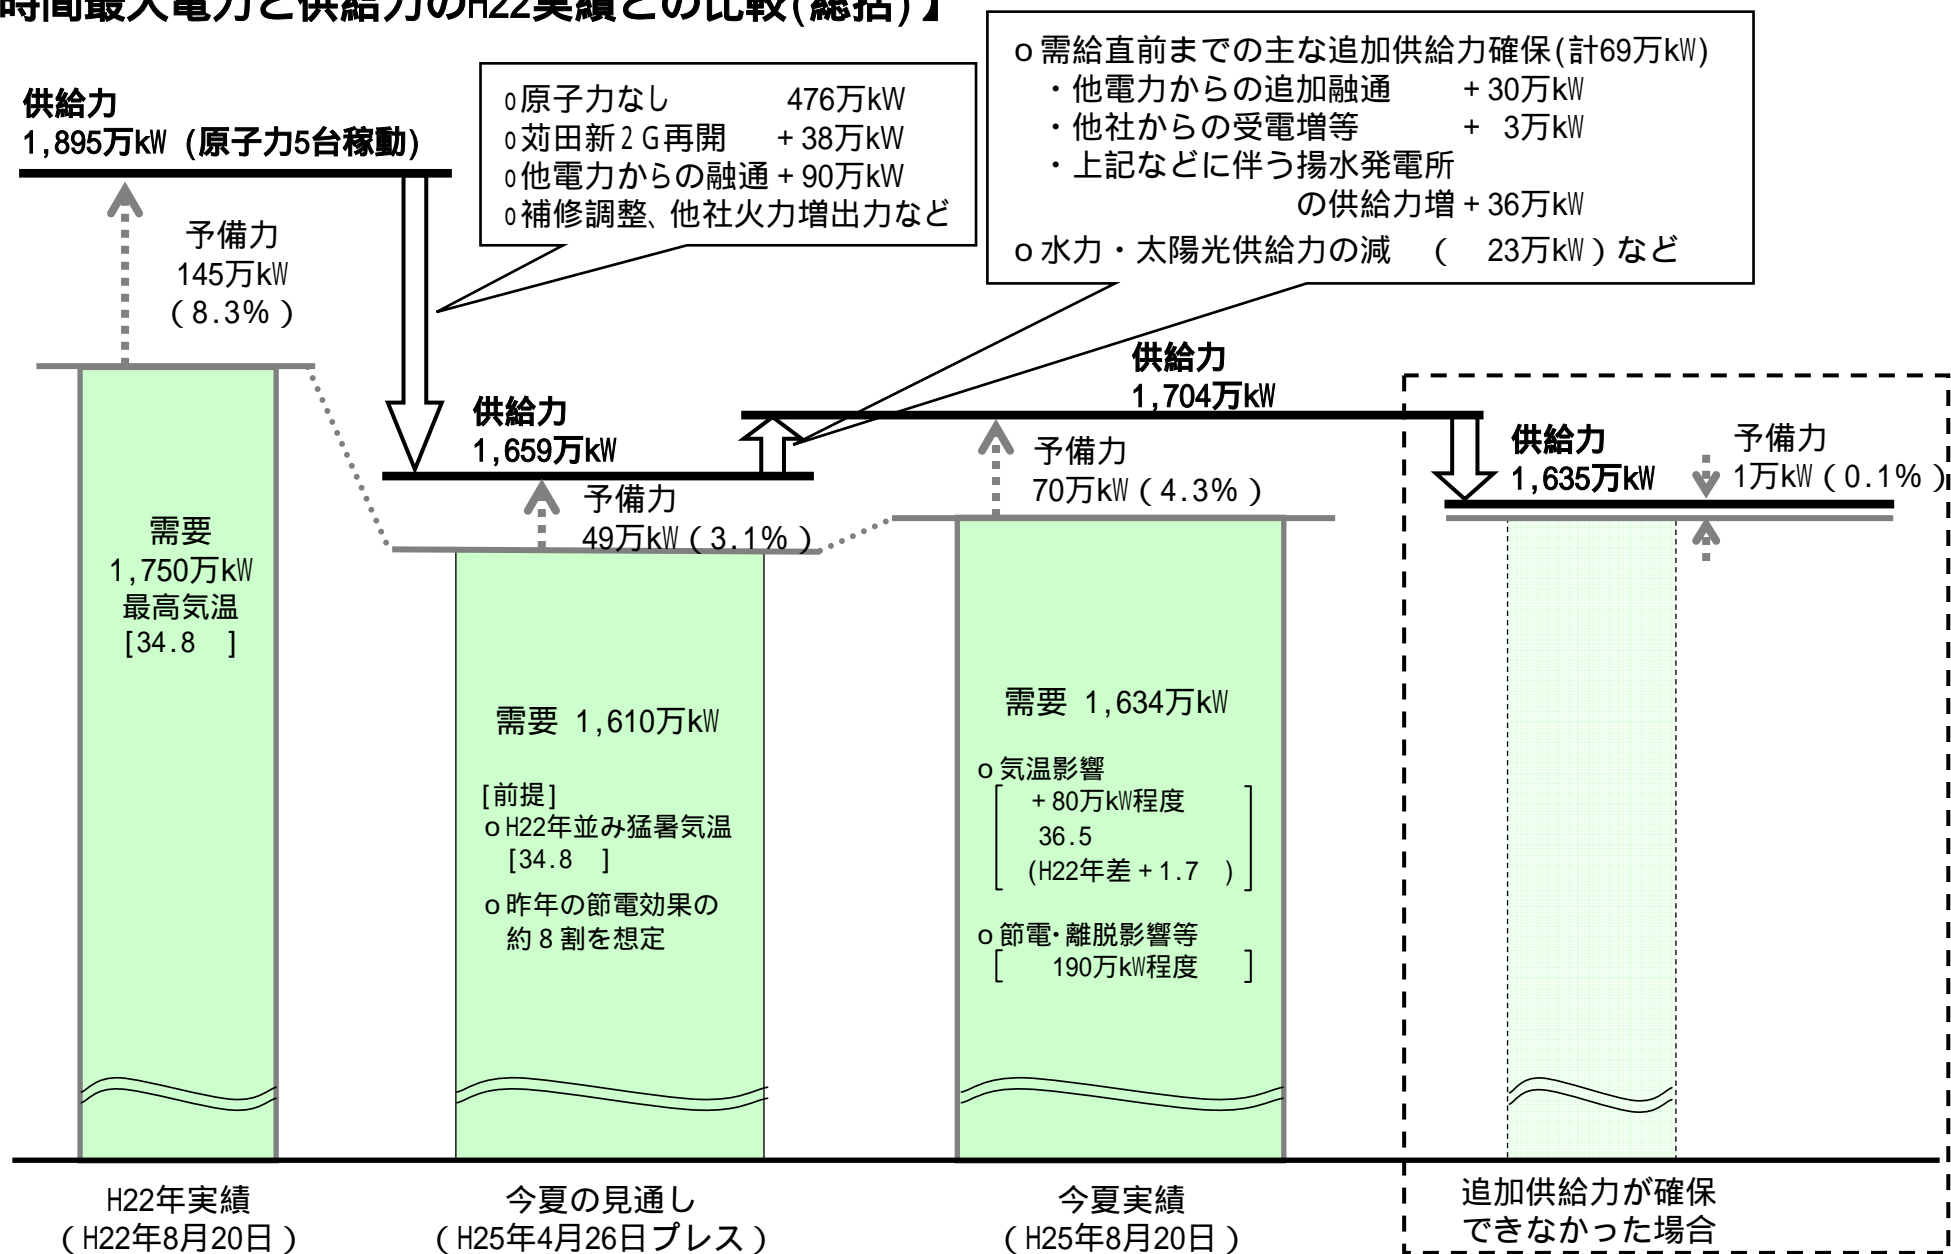 時間最大電力と供給力のH22実績との比較(総括)】
供給力
1,895万kW (原子力5台稼動)
o原子力なし 476万kW
o苅田新2G再開 +38万kW
o他電力からの融通+90万kW
o補修調整、他社火力増出力など
o需給直前までの主な追加供給力確保(計69万kW)
・他電力からの追加融通 +30万kW
・他社からの受電増等 + 3万kW
・上記などに伴う揚水発電所
の供給力増+36万kW
o水力・太陽光供給力の減 ( 23万kW)など
予備力
145万kW
(8.3%)
供給力
1,659万kW
予備力
49万kW(3.1%)
供給力
1,704万kW
予備力
70万kW(4.3%)
供給力
1,635万kW
予備力
1万kW(0.1%)
需要
1,750万kW
最高気温
[34.8 ]
需要 1,610万kW
[前提]
oH22年並み猛暑気温
[34.8 ]
o昨年の節電効果の
約8割を想定
需要 1,634万kW
o気温影響
+80万kW程度
36.5
(H22年差+1.7 )
o節電・離脱影響等
[ 190万kW程度 ]
H22年実績
(H22年8月20日)
今夏の見通し
(H25年4月26日プレス)
今夏実績
(H25年8月20日)
追加供給力が確保
できなかった場合